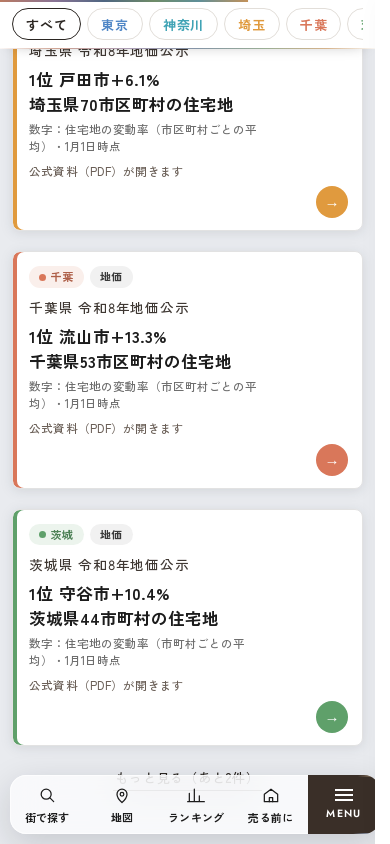 すべて
東京
神奈川
埼玉
千葉
埼玉県 令和8年地価公示
1位 戸田市+6.1%
埼玉県70市区町村の住宅地
数字：住宅地の変動率（市区町村ごとの平
均）・1月1日時点
公式資料（PDF）が開きます
→
千葉
地価
千葉県 令和8年地価公示
1位 流山市+13.3%
千葉県53市区町村の住宅地
数字：住宅地の変動率（市区町村ごとの平
均）・1月1日時点
公式資料（PDF）が開きます
→
茨城
地価
茨城県 令和8年地価公示
1位 守谷市+10.4%
茨城県44市町村の住宅地
数字：住宅地の変動率（市町村ごとの平
均）・1月1日時点
公式資料（PDF）が開きます
→
もっと見る（あと2件）
街で探す
地図
ランキング
売る前に
MENU